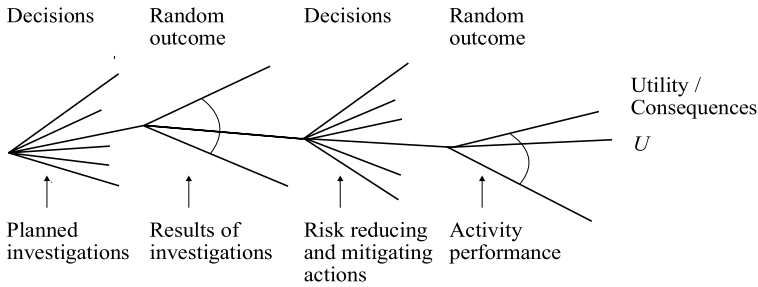 Decisions
Random
outcome
Decisions
Random
outcome
Utility /
Consequences
U
Planned
investigations
Results of
investigations
Risk reducing
and mitigating
actions
Activity
performance